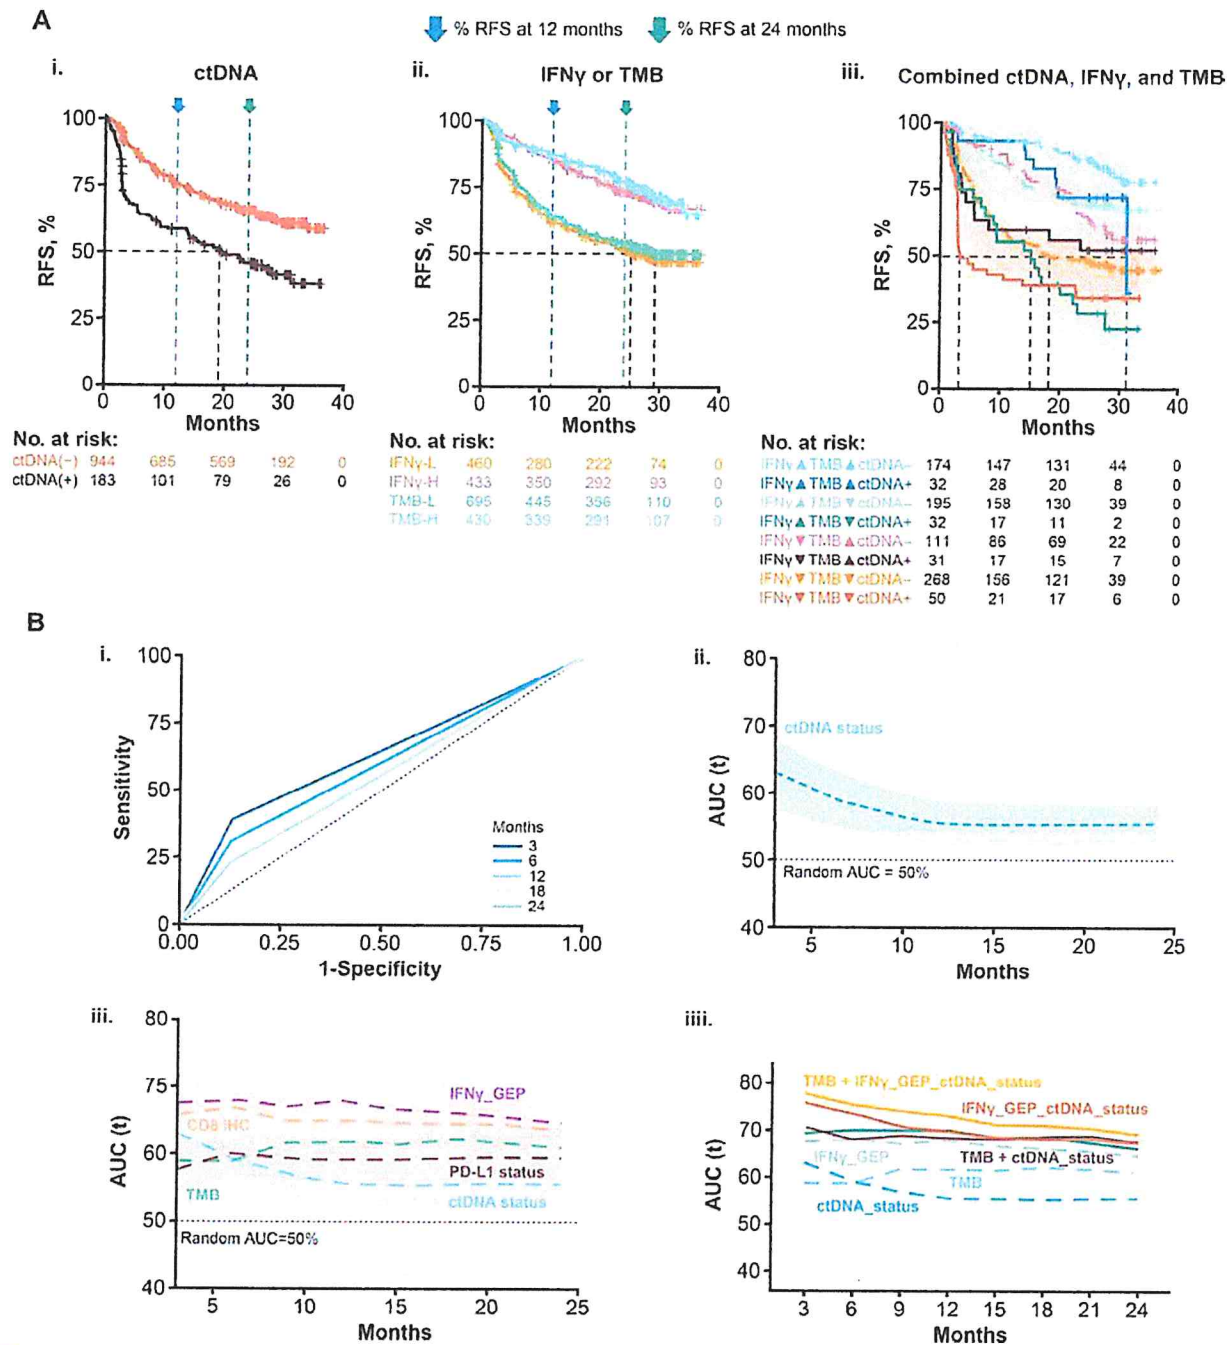 A
% RFS at 12 months
% RFS at 24 months
i.
ctDNA
RFS, %
100
75
50
25
0
0 10 20 30 40
Months
No. at risk:
ctDNA(−) 944 685 569 192 0
ctDNA(+) 183 101 79 26 0
ii.
IFNγ or TMB
RFS, %
100
75
50
25
0
0 10 20 30 40
Months
No. at risk:
IFNγ-L 460 280 222 74 0
IFNγ-H 433 350 292 93 0
TMB-L 695 445 356 110 0
TMB-H 430 339 291 107 0
iii.
Combined ctDNA, IFNγ, and TMB
RFS, %
100
75
50
25
0
0 10 20 30 40
Months
No. at risk:
IFNγ▲TMB▲ctDNA− 174 147 131 44 0
IFNγ▲TMB▲ctDNA+ 32 28 20 8 0
IFNγ▲TMB▼ctDNA− 195 158 130 39 0
IFNγ▲TMB▼ctDNA+ 32 17 11 2 0
IFNγ▼TMB▲ctDNA− 111 86 69 22 0
IFNγ▼TMB▲ctDNA+ 31 17 15 7 0
IFNγ▼TMB▼ctDNA− 268 156 121 39 0
IFNγ▼TMB▼ctDNA+ 50 21 17 6 0
B
i.
Sensitivity
100
75
50
25
0
0.00 0.25 0.50 0.75 1.00
1-Specificity
Months
3
6
12
18
24
ii.
AUC (t)
80
70
60
50
40
ctDNA status
Random AUC = 50%
5 10 15 20 25
Months
iii.
AUC (t)
80
75
60
50
40
IFNγ_GEP
CD8 IHC
PD-L1 status
TMB
ctDNA status
Random AUC=50%
5 10 15 20 25
Months
iiii.
AUC (t)
80
70
60
50
40
TMB + IFNγ_GEP_ctDNA_status
IFNγ_GEP_ctDNA_status
IFNγ_GEP
TMB + ctDNA_status
TMB
ctDNA_status
3 6 9 12 15 18 21 24
Months